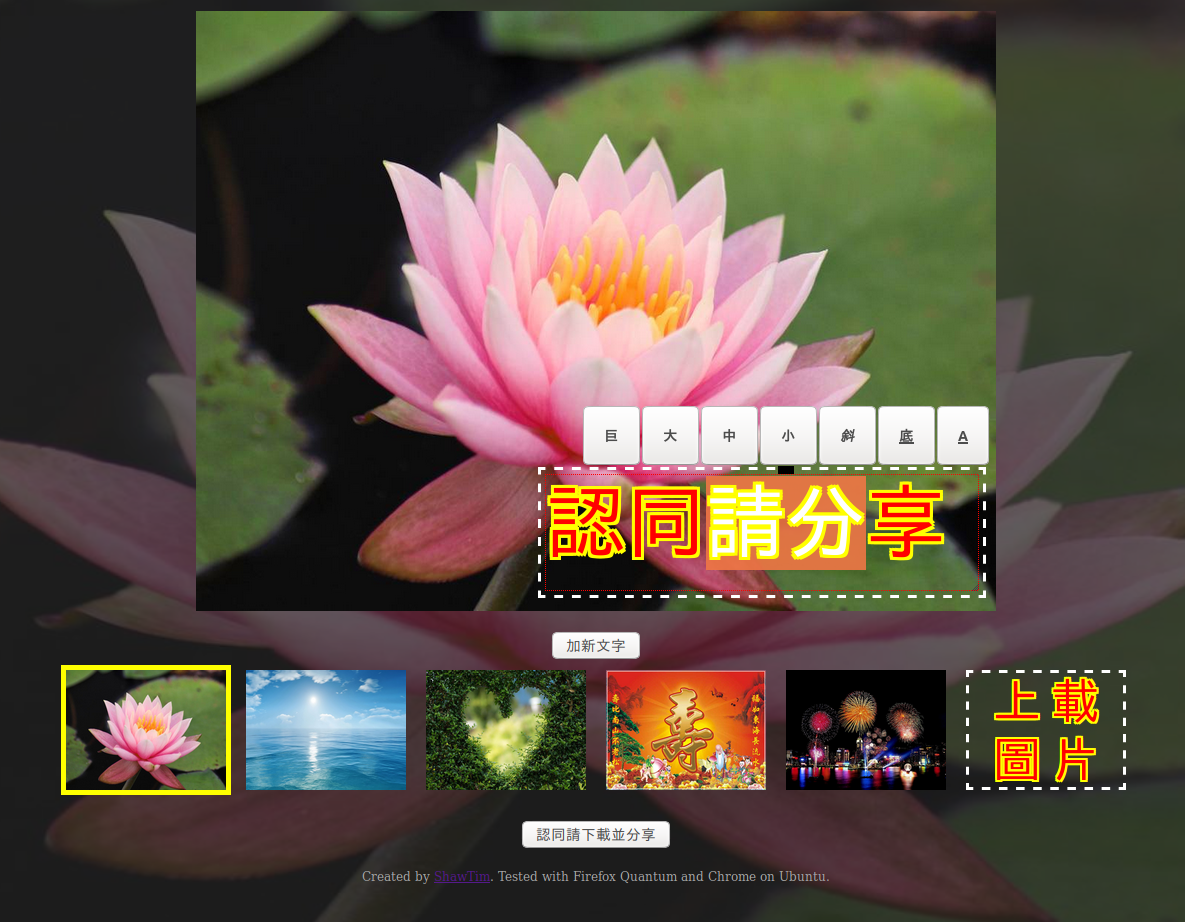 巨 大 中 小 斜 底 A
認同請分享
加新文字
壽
上載
圖片
認同請下載並分享
Created by ShawTim. Tested with Firefox Quantum and Chrome on Ubuntu.